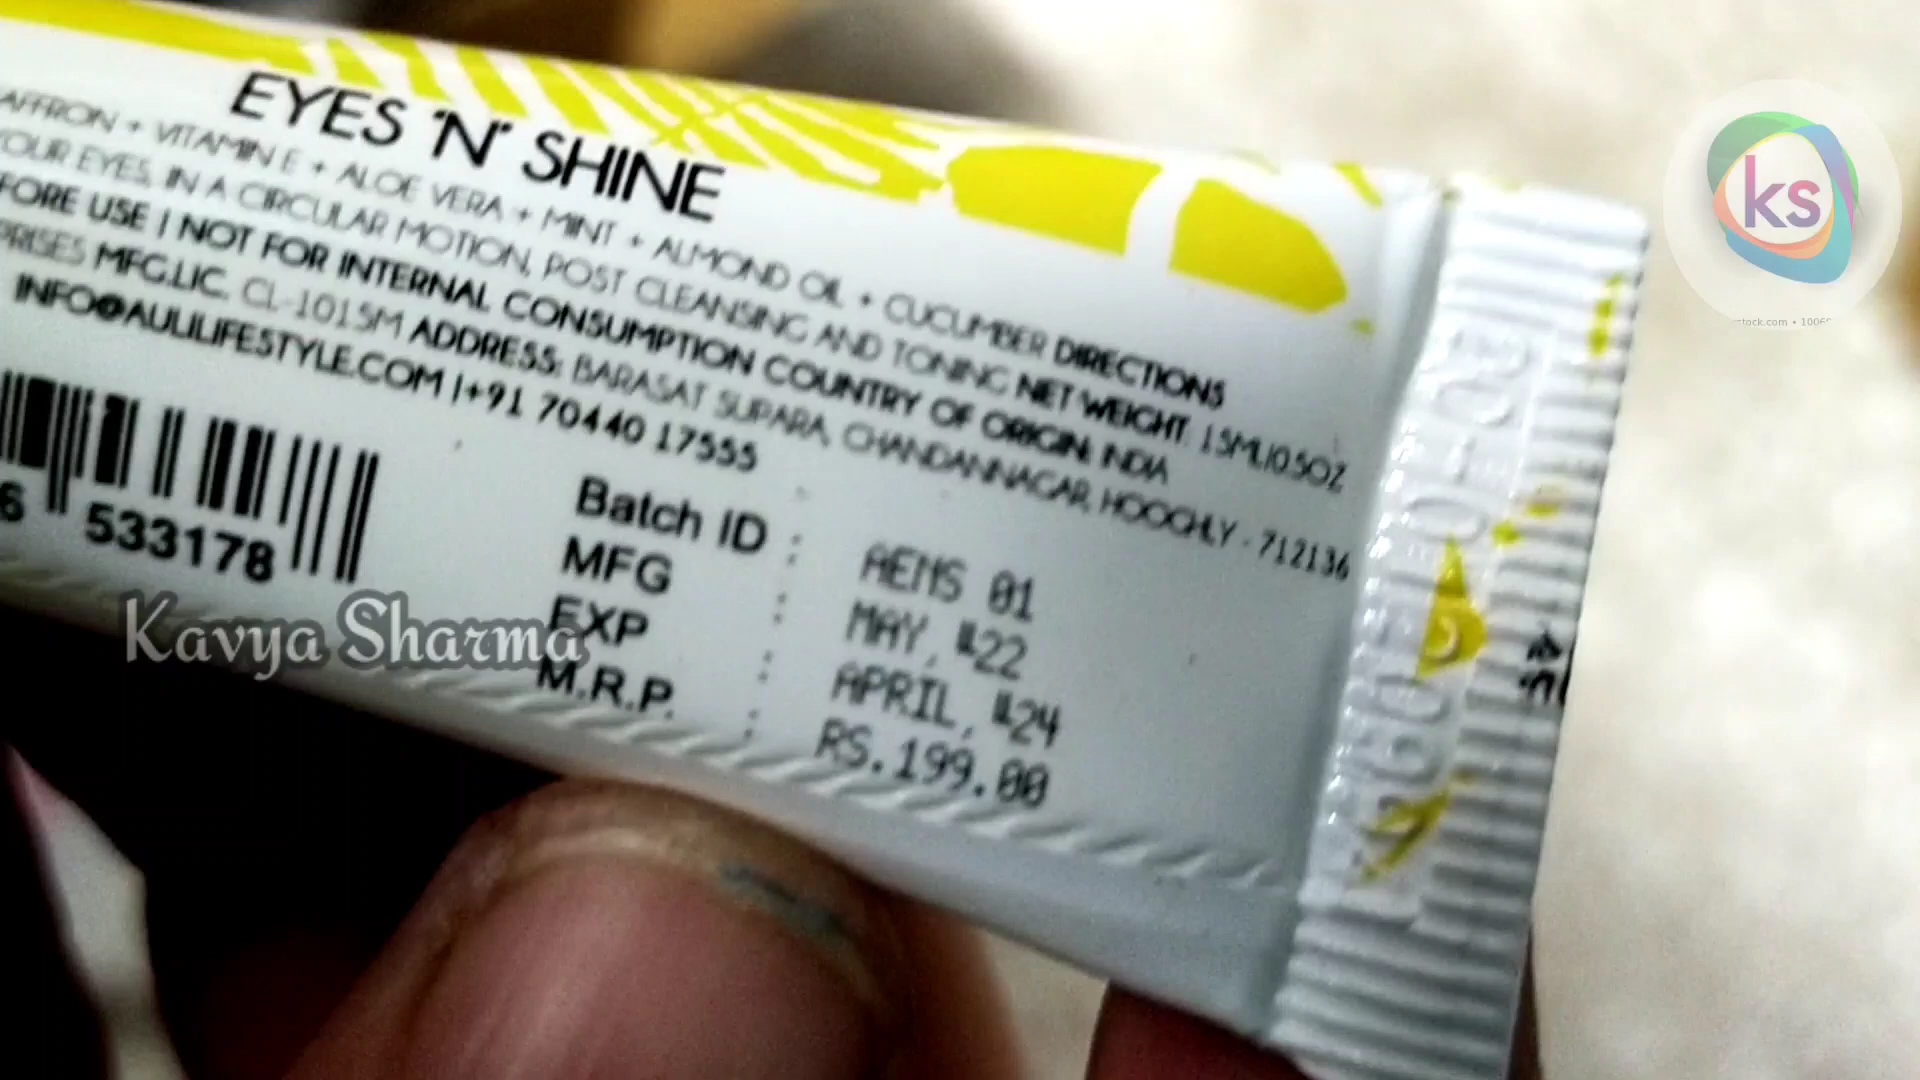 EYES 'N' SHINE
AFFRON + VITAMIN E + ALOE VERA + MINT + ALMOND OIL + CUCUMBER DIRECTIONS
YOUR EYES, IN A CIRCULAR MOTION, POST CLEANSING AND TONING NET WEIGHT: 15ML|0.5OZ
FORE USE | NOT FOR INTERNAL CONSUMPTION COUNTRY OF ORIGIN: INDIA
PRISES MFG.LIC. CL-1015M ADDRESS: BARASAT SUPARA, CHANDANNAGAR, HOOGHLY - 712136
INFO@AULILIFESTYLE.COM | +91 70440 17555
6 533178
Batch ID : AEMS 01
MFG : MAY, "22
EXP : APRIL, "24
M.R.P. : RS.199.00
Kavya Sharma
ks